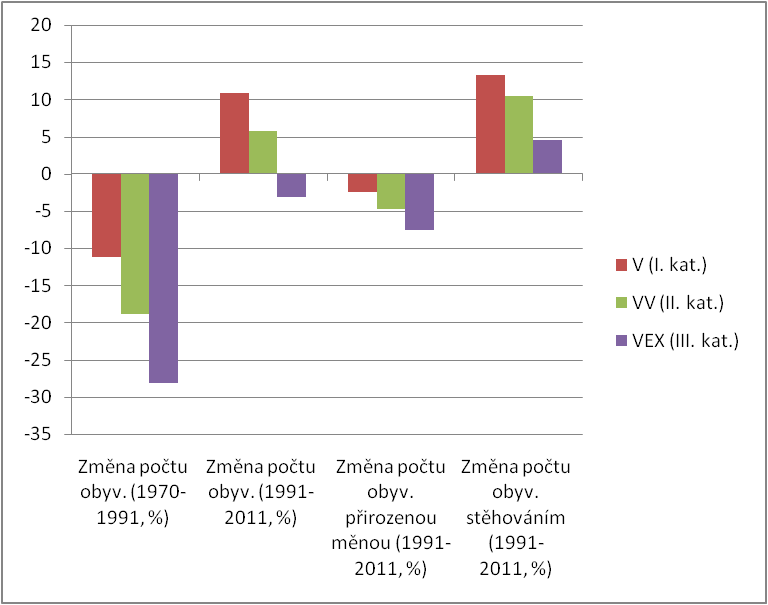 20
15
10
5
0
-5
-10
-15
-20
-25
-30
-35
Změna počtu
obyv. (1970-
1991, %)
Změna počtu
obyv. (1991-
2011, %)
Změna počtu
obyv.
přirozenou
měnou (1991-
2011, %)
Změna počtu
obyv.
stěhováním
(1991-
2011, %)
V (I. kat.)
VV (II. kat.)
VEX (III. kat.)